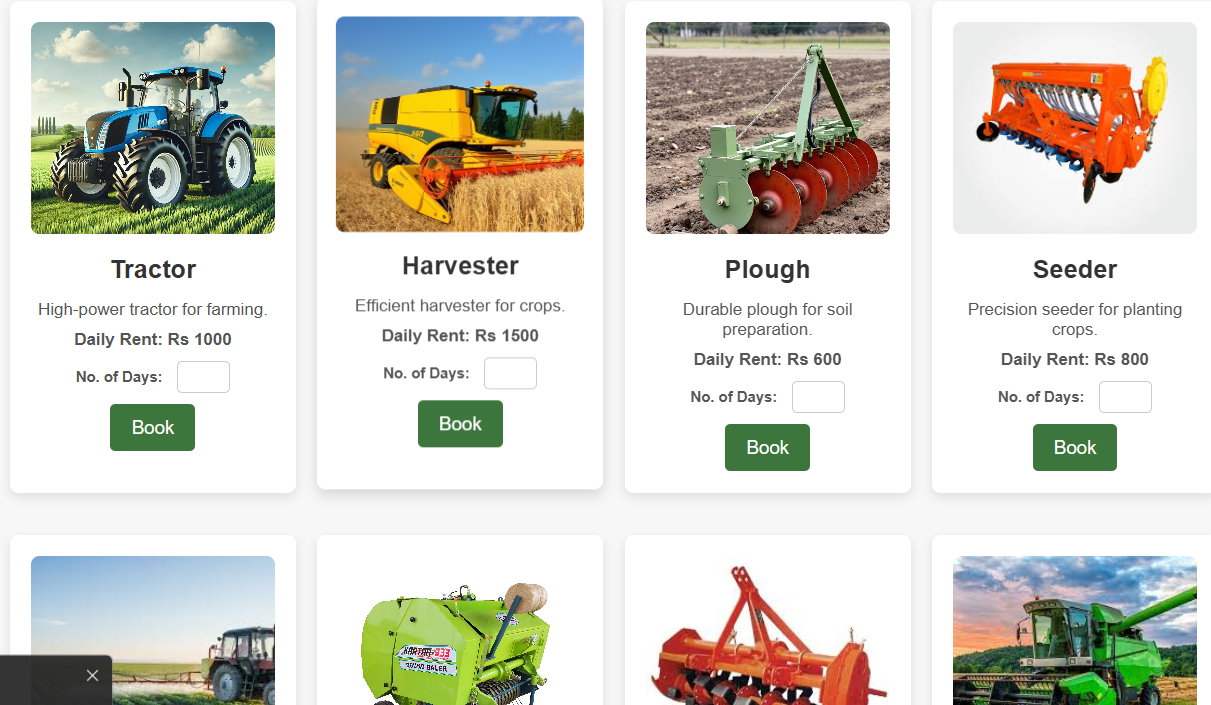 Tractor
High-power tractor for farming.
Daily Rent: Rs 1000
No. of Days:
Book
Harvester
Efficient harvester for crops.
Daily Rent: Rs 1500
No. of Days:
Book
Plough
Durable plough for soil
preparation.
Daily Rent: Rs 600
No. of Days:
Book
Seeder
Precision seeder for planting
crops.
Daily Rent: Rs 800
No. of Days:
Book